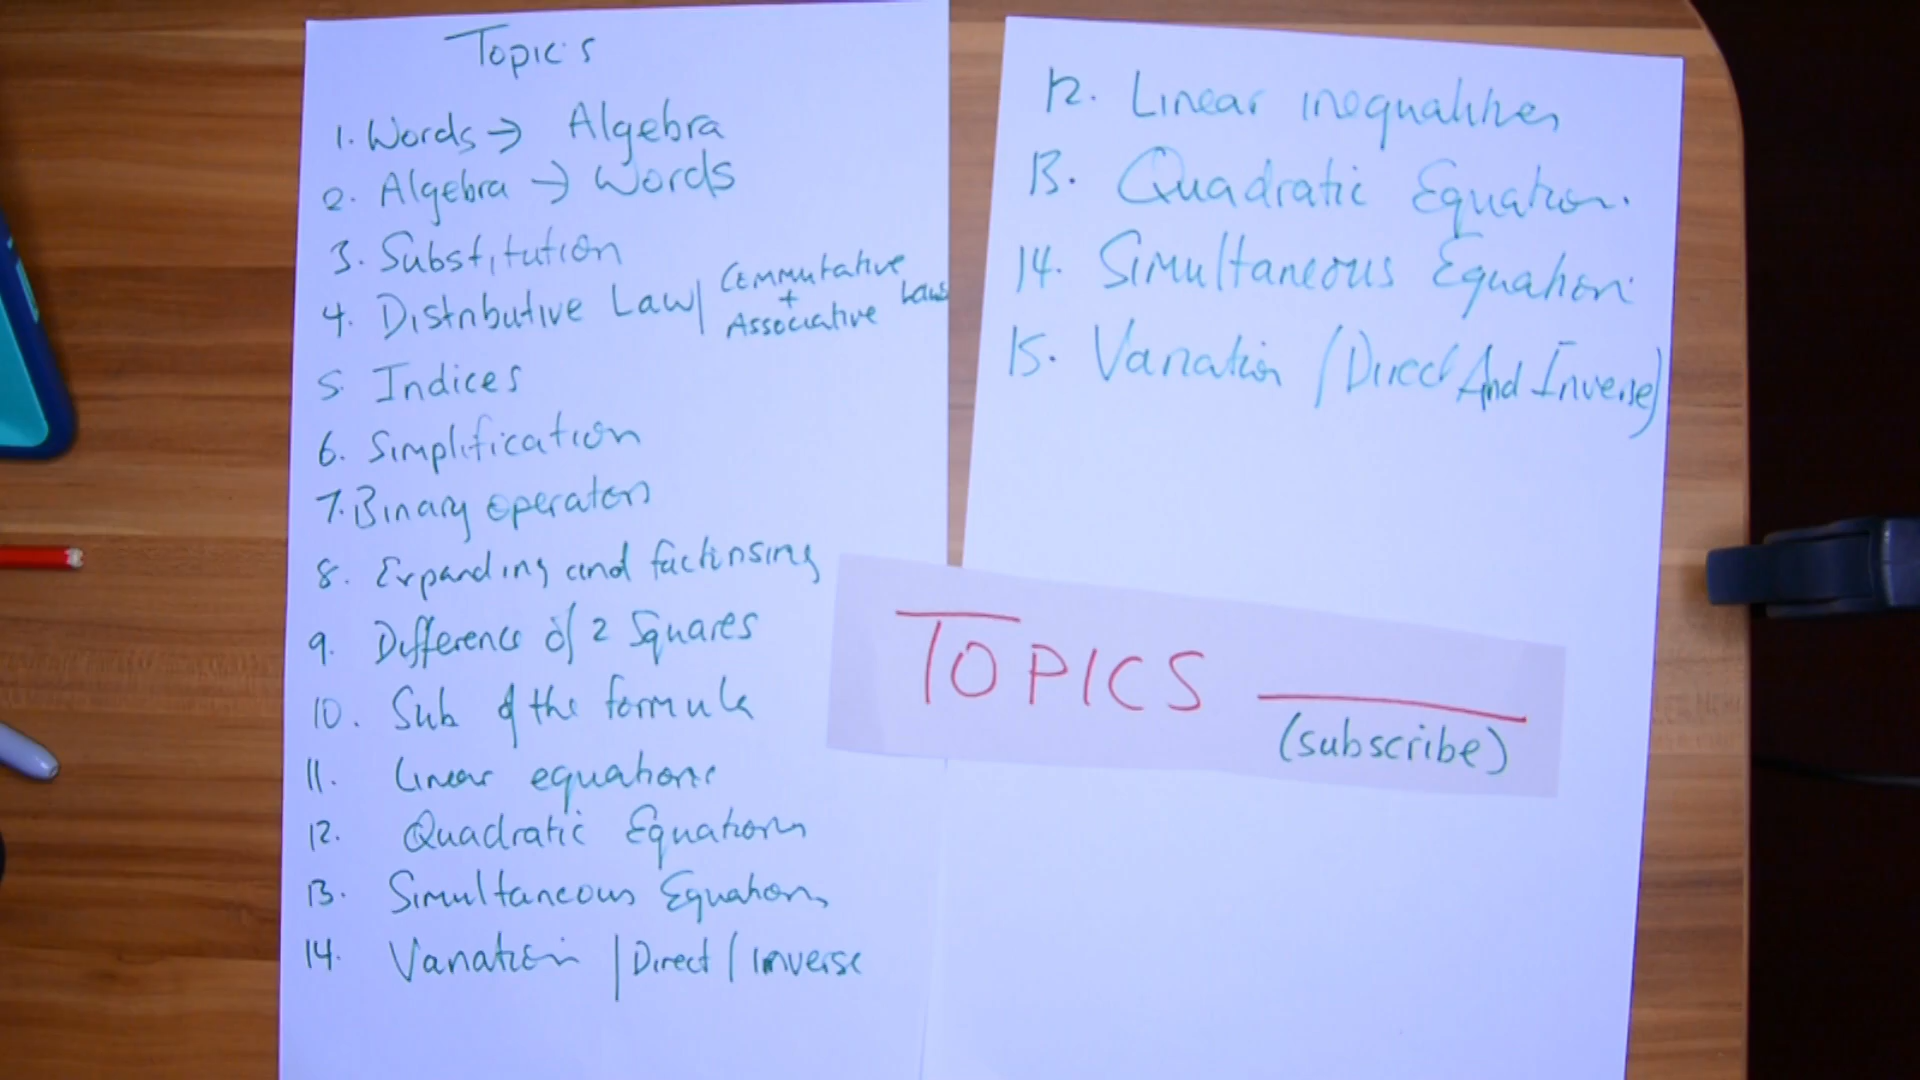 Topics
1. Words → Algebra
2. Algebra → Words
3. Substitution
4. Distributive Law | Commutative + Associative Laws
5. Indices
6. Simplification
7. Binary operators
8. Expanding and factorising
9. Difference of 2 Squares
10. Sub of the formula
11. Linear equations
12. Quadratic Equations
13. Simultaneous Equations
14. Variation | Direct / Inverse
12. Linear inequalities
13. Quadratic Equation.
14. Simultaneous Equation
15. Variation (Direct And Inverse)
TOPICS
(subscribe)